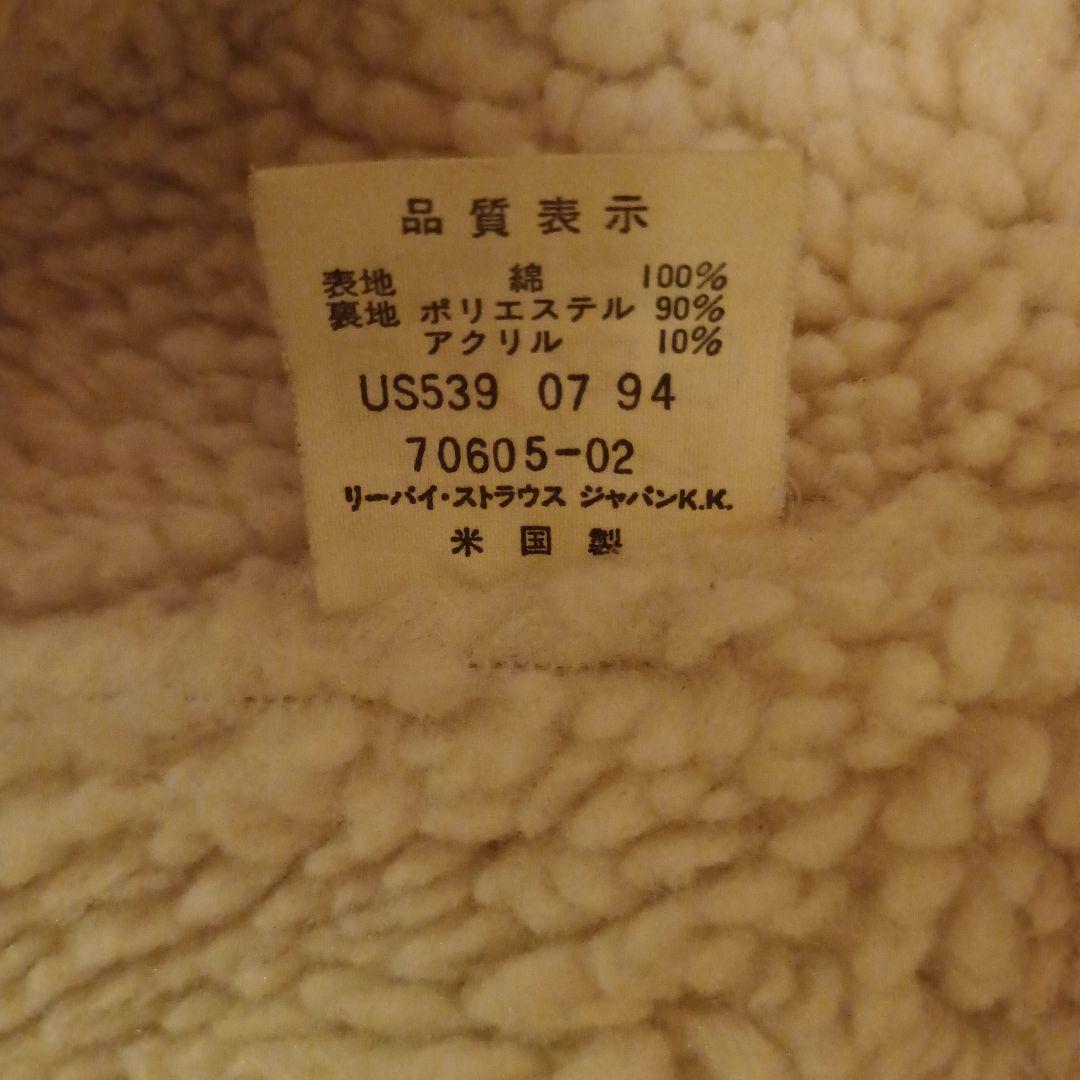 品質表示
表地 綿 100%
裏地 ポリエステル 90%
アクリル 10%
US539 07 94
70605-02
リーバイ・ストラウス ジャパンK.K.
米国製